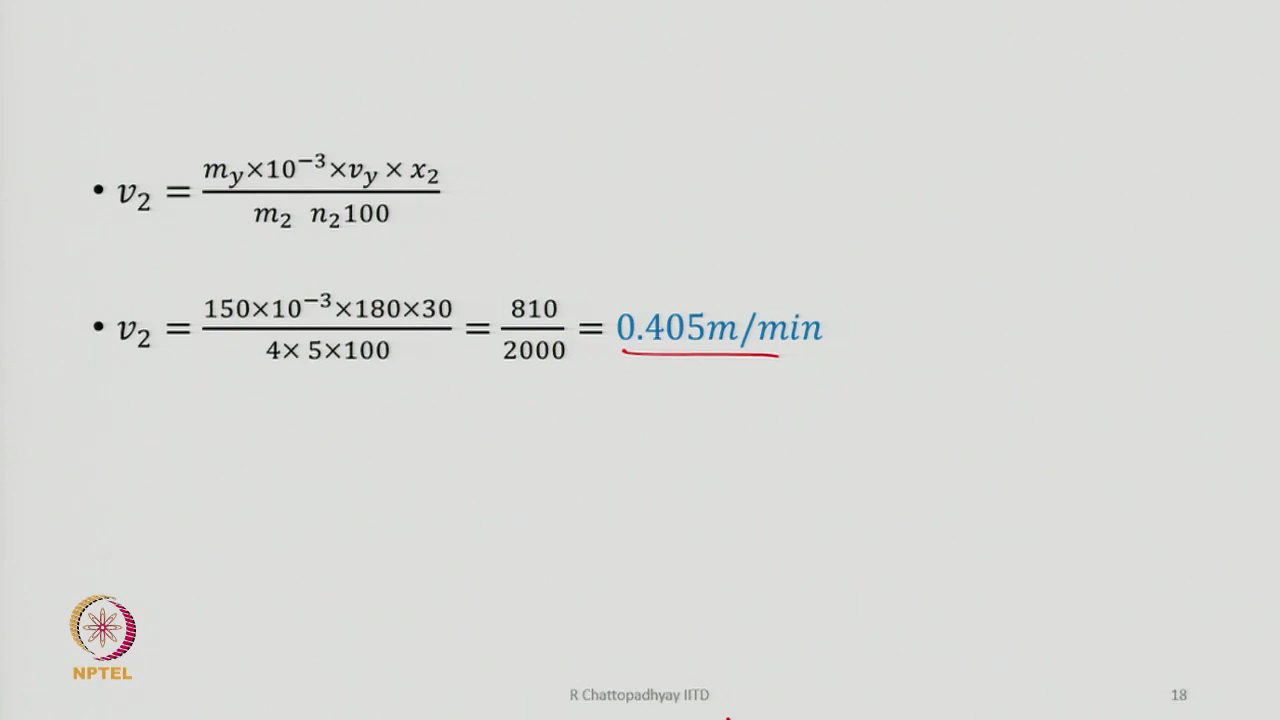 • v₂ = (m_y×10⁻³×v_y × x₂)/(m₂ n₂100)
• v₂ = (150×10⁻³×180×30)/(4× 5×100) = 810/2000 = 0.405m/min
NPTEL
R Chattopadhyay IITD
18